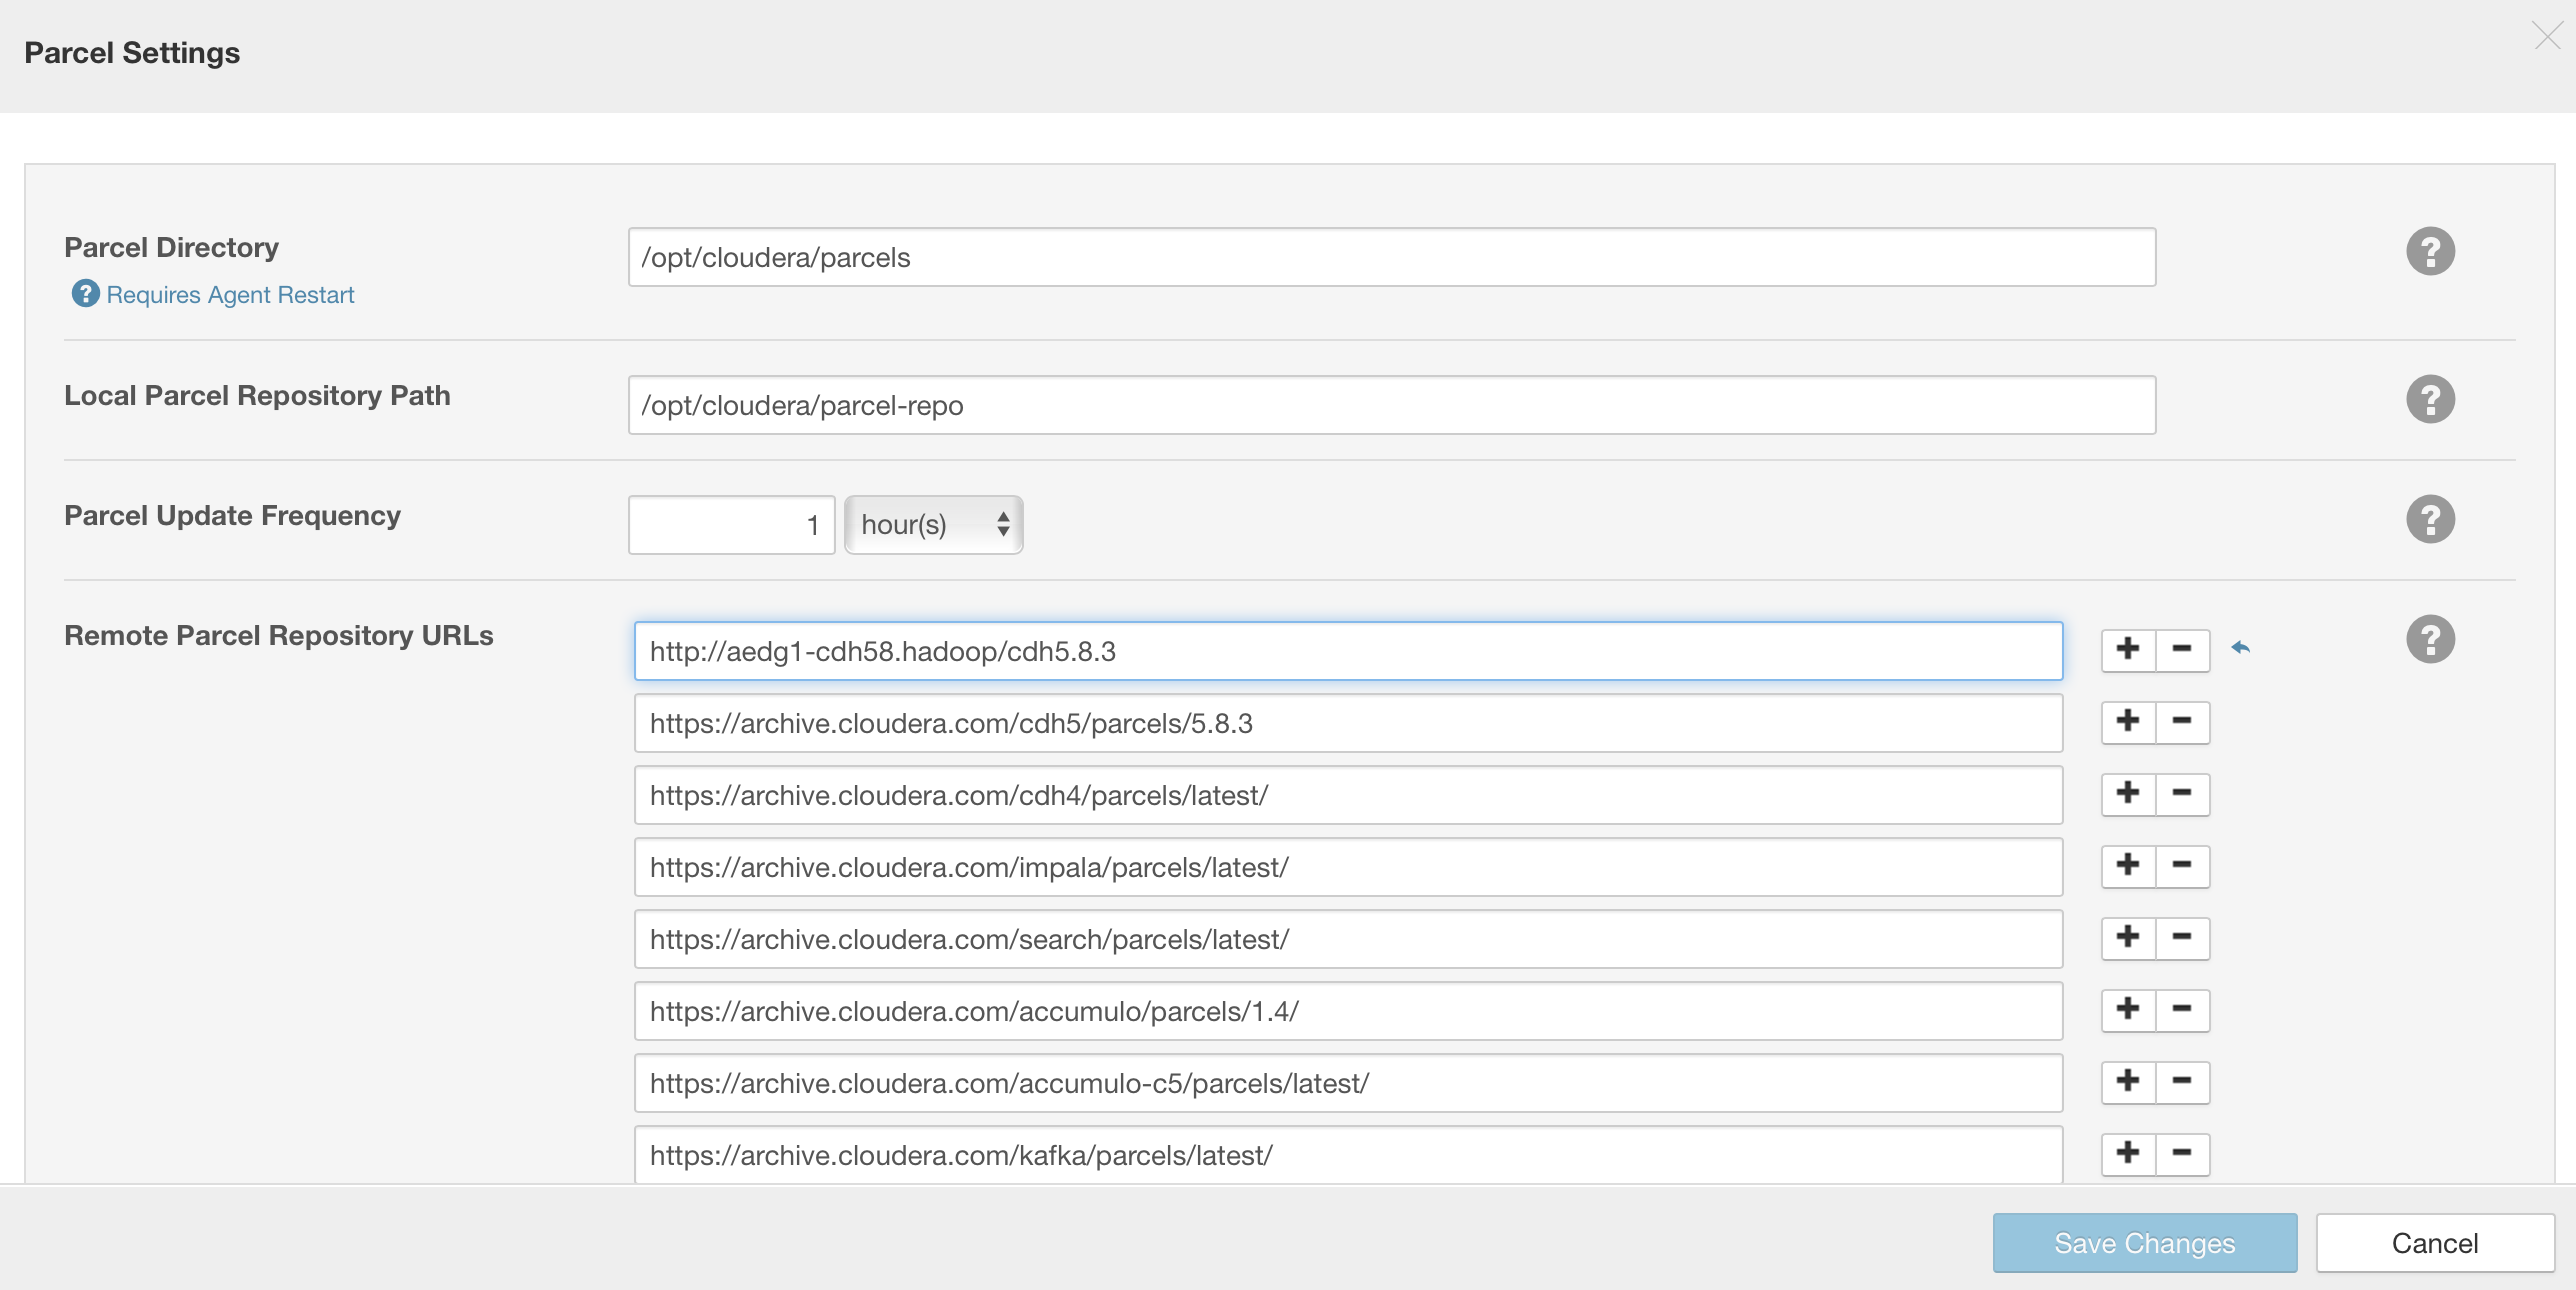 Parcel Settings
Parcel Directory
/opt/cloudera/parcels
? Requires Agent Restart
?
Local Parcel Repository Path
/opt/cloudera/parcel-repo
?
Parcel Update Frequency
1
hour(s)
?
Remote Parcel Repository URLs
http://aedg1-cdh58.hadoop/cdh5.8.3
?
https://archive.cloudera.com/cdh5/parcels/5.8.3
https://archive.cloudera.com/cdh4/parcels/latest/
https://archive.cloudera.com/impala/parcels/latest/
https://archive.cloudera.com/search/parcels/latest/
https://archive.cloudera.com/accumulo/parcels/1.4/
https://archive.cloudera.com/accumulo-c5/parcels/latest/
https://archive.cloudera.com/kafka/parcels/latest/
Save Changes
Cancel